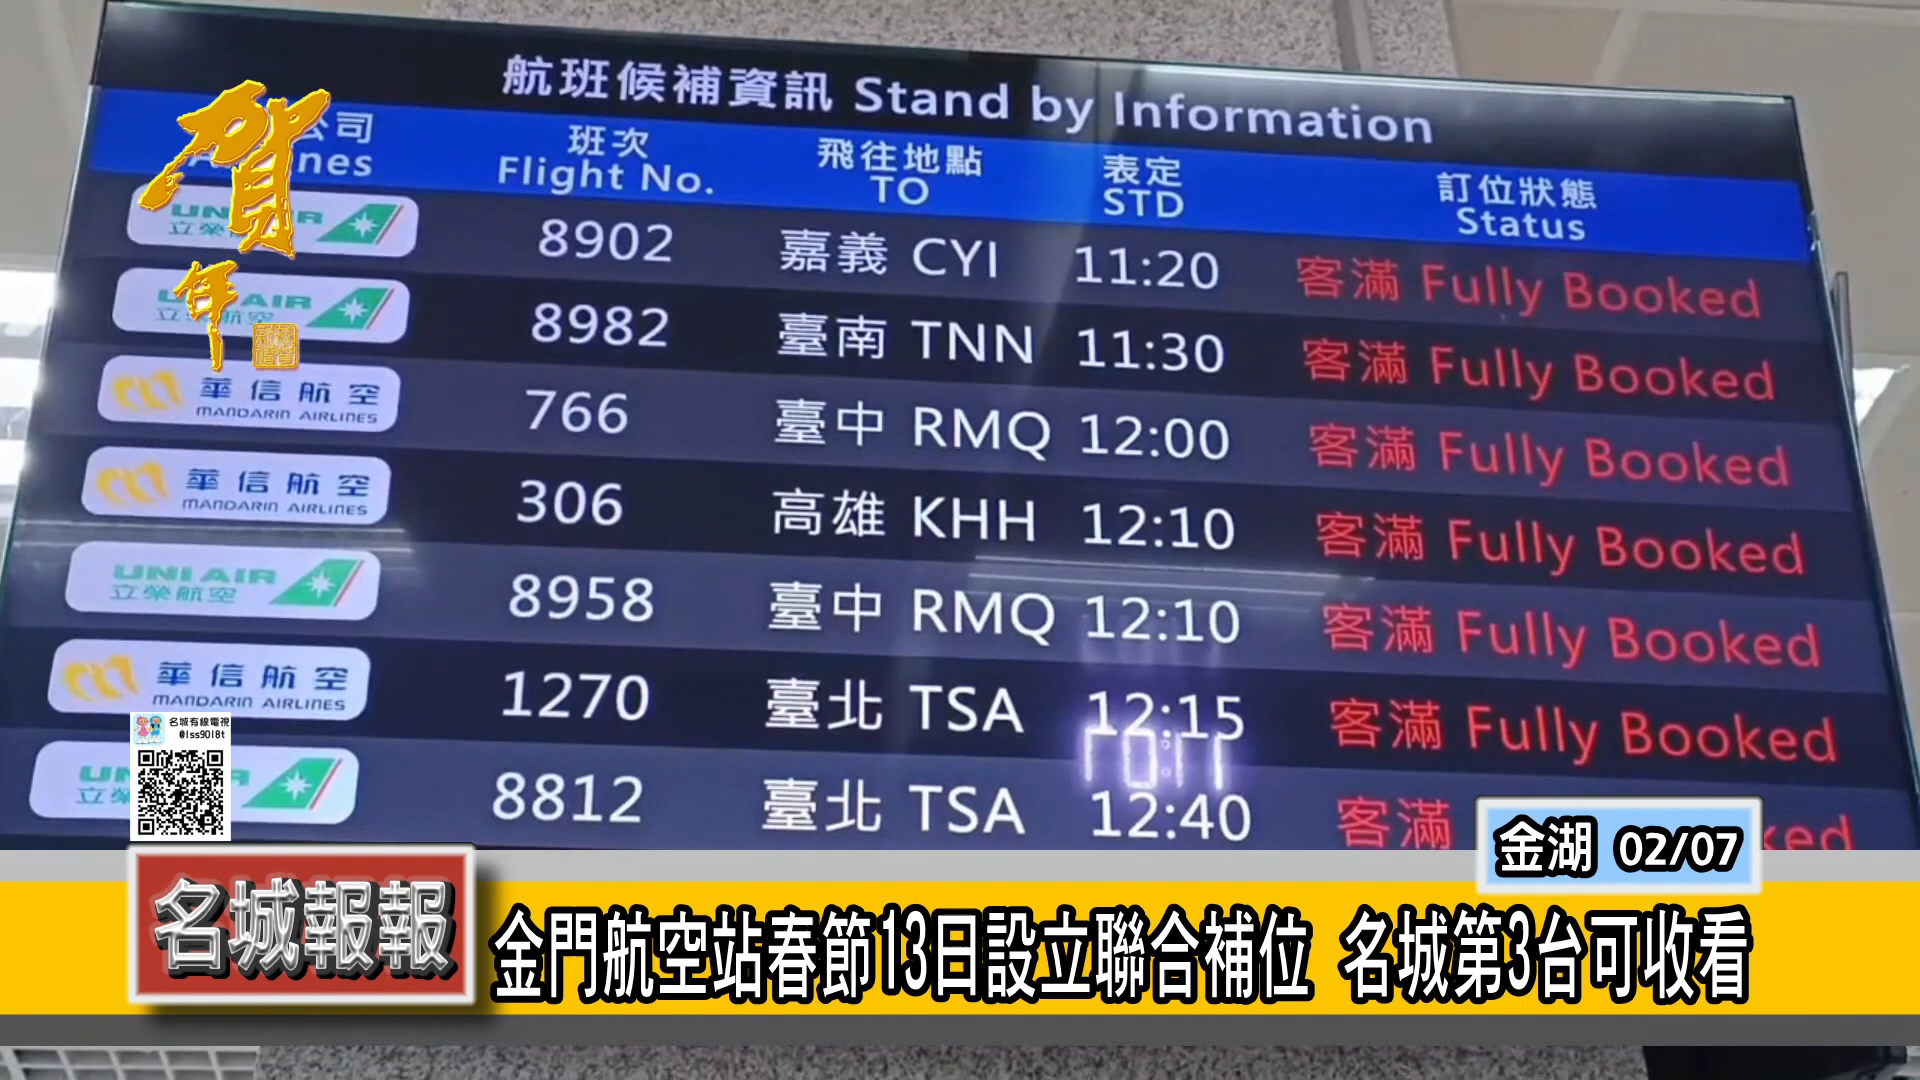 航班候補資訊 Stand by Information
公司 班次 飛往地點 表定 訂位狀態
Flight No. TO STD Status
8902 嘉義 CYI 11:20 客滿 Fully Booked
8982 臺南 TNN 11:30 客滿 Fully Booked
華信航空 MANDARIN AIRLINES 766 臺中 RMQ 12:00 客滿 Fully Booked
華信航空 MANDARIN AIRLINES 306 高雄 KHH 12:10 客滿 Fully Booked
UNI AIR 立榮航空 8958 臺中 RMQ 12:10 客滿 Fully Booked
華信航空 MANDARIN AIRLINES 1270 臺北 TSA 12:15 客滿 Fully Booked
8812 臺北 TSA 12:40 客滿
賀年
名城有線電視
@lss9018t
金湖 02/07
名城報報
金門航空站春節13日設立聯合補位 名城第3台可收看